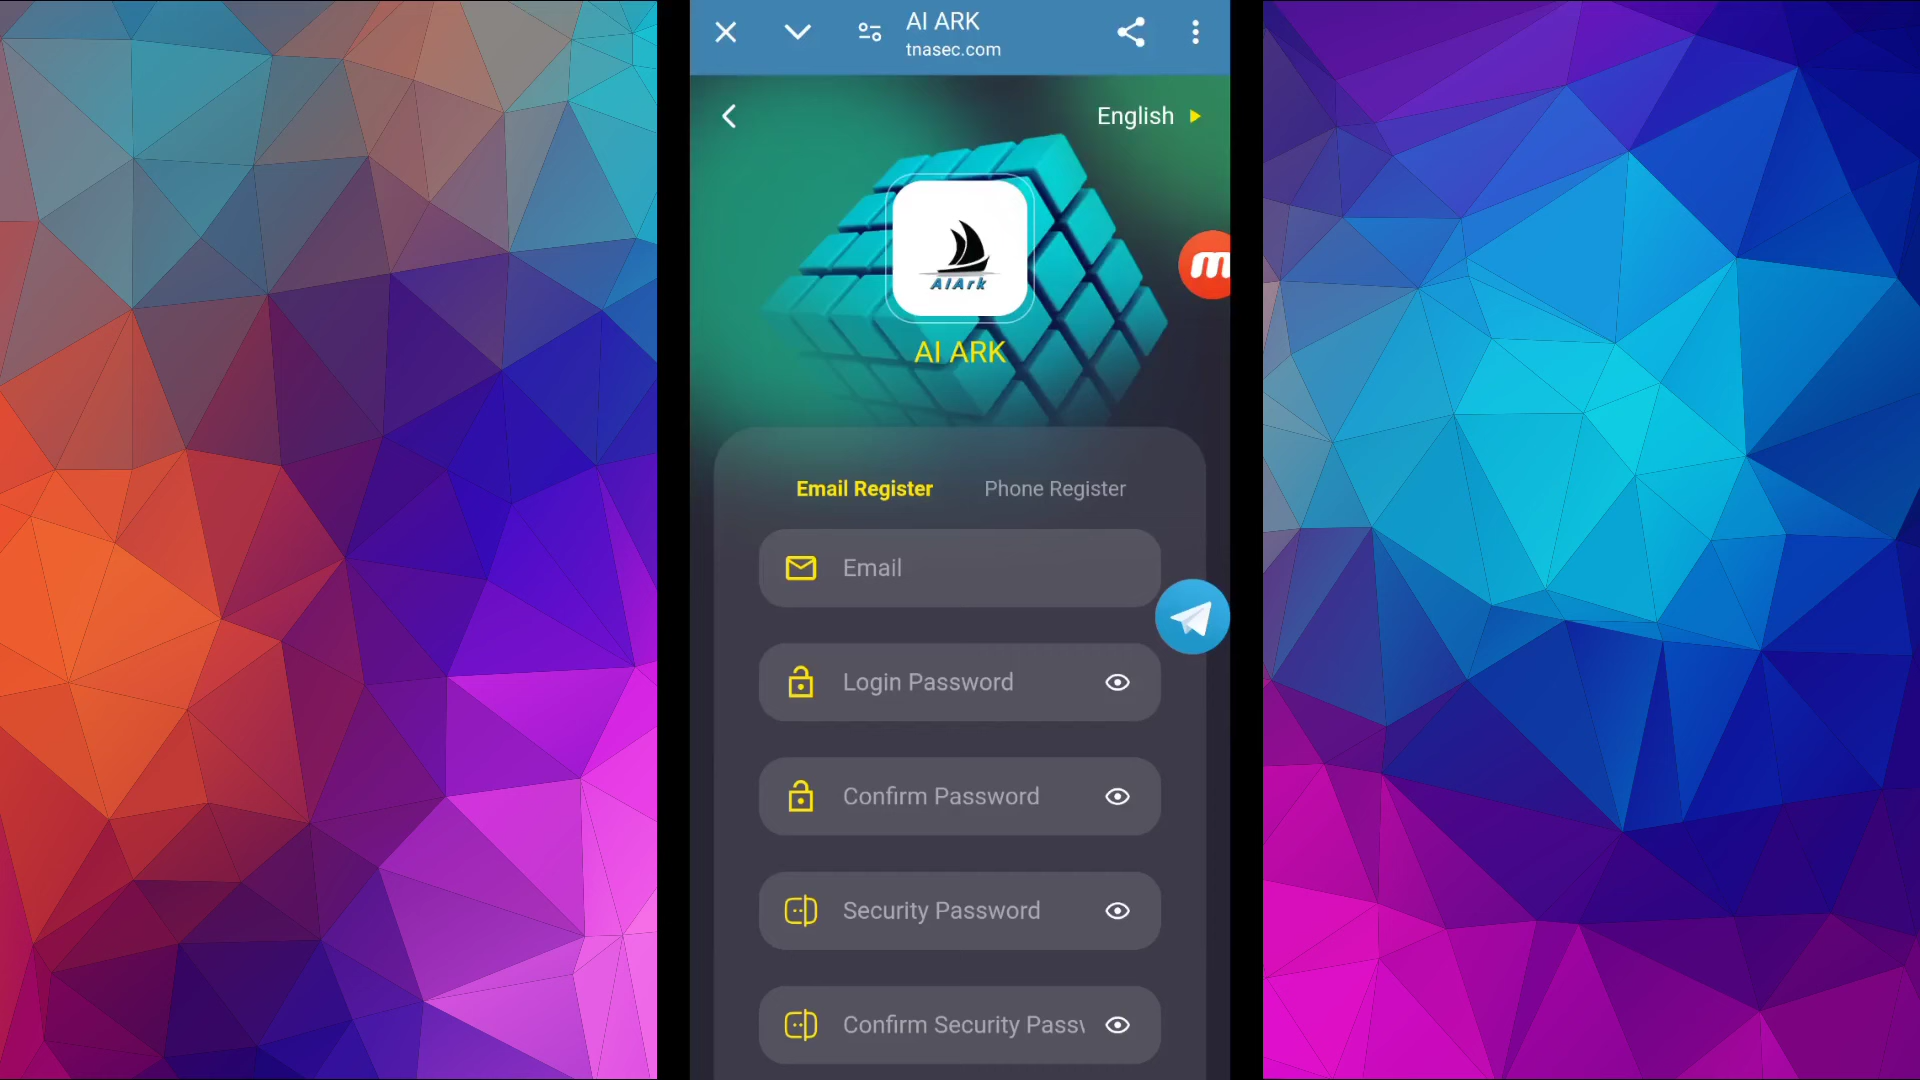 AI ARK
tnasec.com
English
AIArk
AI ARK
Email Register
Phone Register
Email
Login Password
Confirm Password
Security Password
Confirm Security Passw